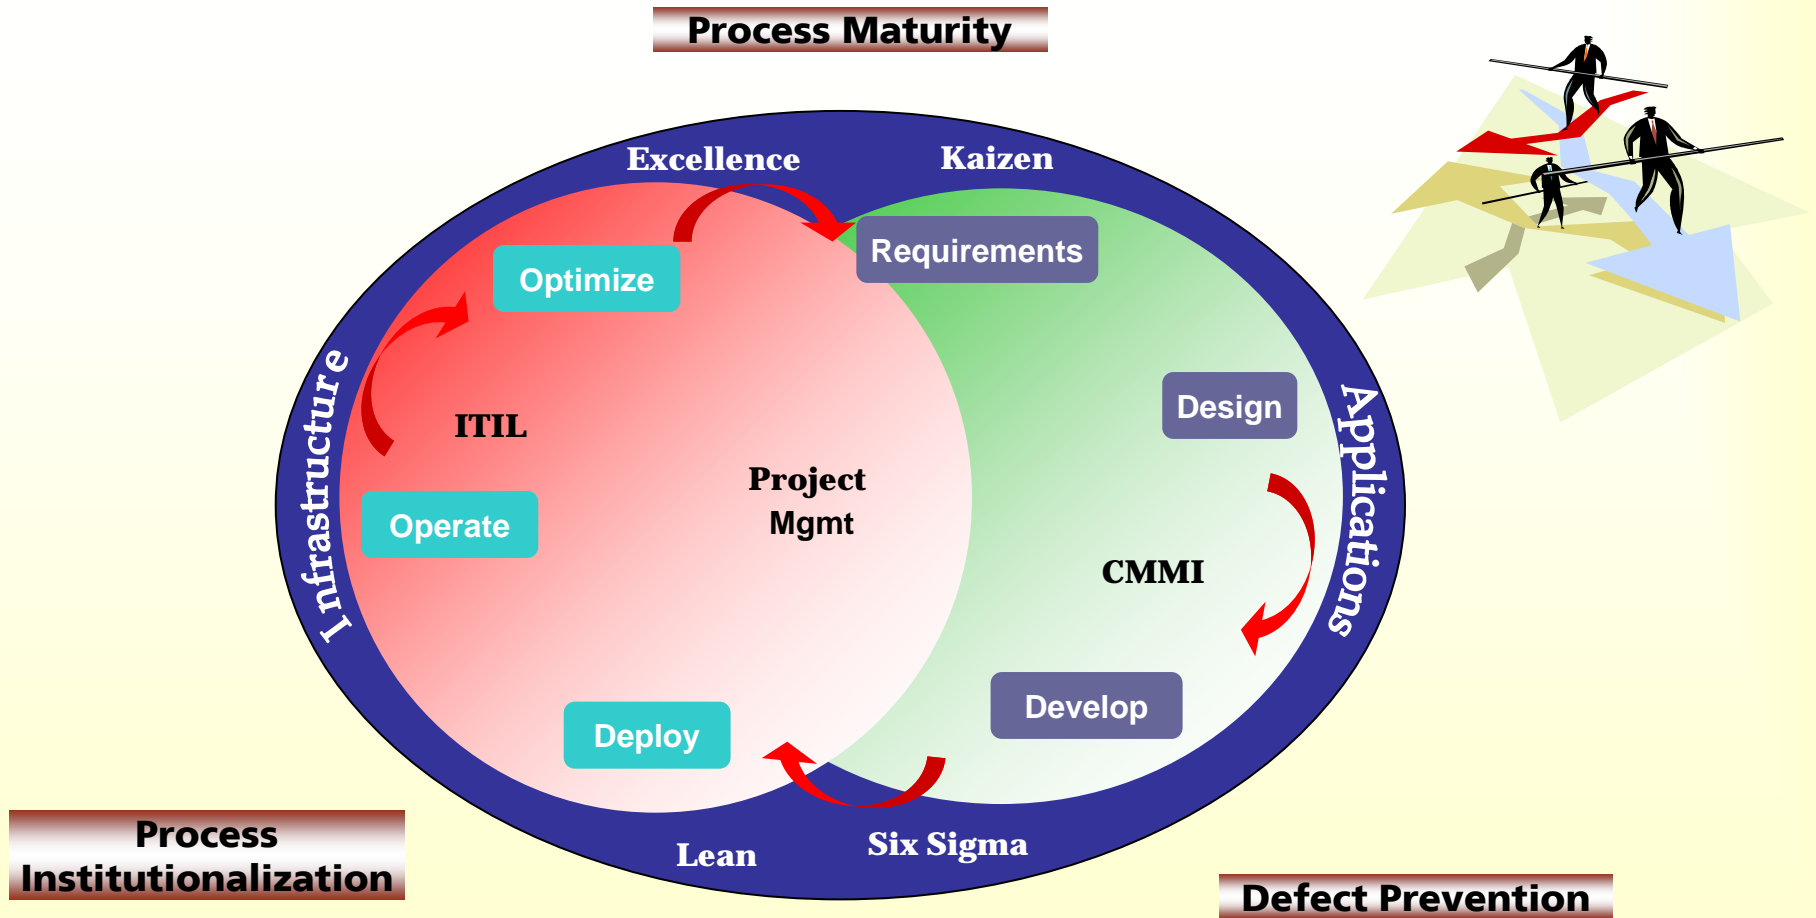 Process Maturity
Excellence
Kaizen
Requirements
Optimize
Infrastructure
ITIL
Design
Applications
Project
Mgmt
Operate
CMMI
Develop
Deploy
Lean
Six Sigma
Process
Institutionalization
Defect Prevention